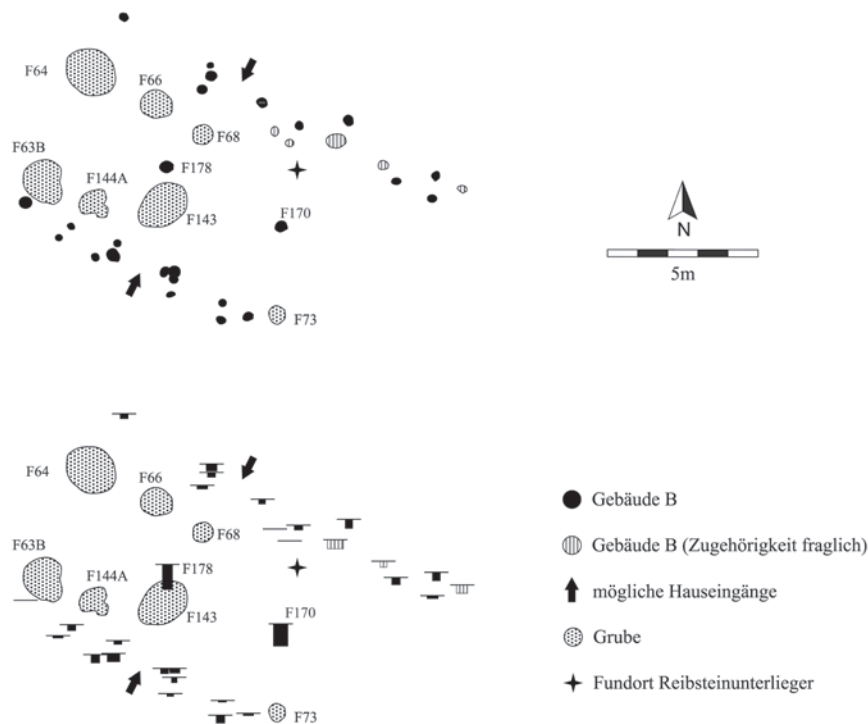 F64
F66
F68
F63B
F144A
F178
F143
F170
F73
N
5m
F64
F66
F68
F63B
F144A
F178
F143
F170
F73
Gebäude B
Gebäude B (Zugehörigkeit fraglich)
mögliche Hauseingänge
Grube
Fundort Reibsteinunterlieger